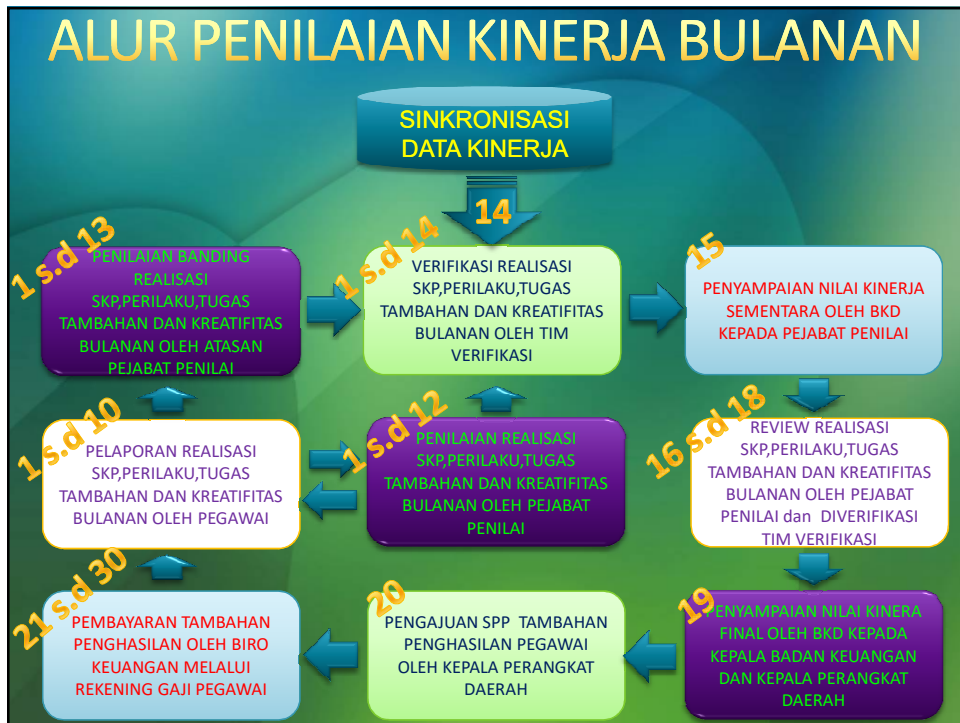 ALUR PENILAIAN KINERJA BULANAN
SINKRONISASI
DATA KINERJA
14
1 s.d 13
PENILAIAN BANDING
REALISASI
SKP,PERILAKU,TUGAS
TAMBAHAN DAN KREATIFITAS
BULANAN OLEH ATASAN
PEJABAT PENILAI
1 s.d 14
VERIFIKASI REALISASI
SKP,PERILAKU,TUGAS
TAMBAHAN DAN KREATIFITAS
BULANAN OLEH TIM
VERIFIKASI
15
PENYAMPAIAN NILAI KINERJA
SEMENTARA OLEH BKD
KEPADA PEJABAT PENILAI
1 s.d 10
PELAPORAN REALISASI
SKP,PERILAKU,TUGAS
TAMBAHAN DAN KREATIFITAS
BULANAN OLEH PEGAWAI
1 s.d 12
PENILAIAN REALISASI
SKP,PERILAKU,TUGAS
TAMBAHAN DAN KREATIFITAS
BULANAN OLEH PEJABAT
PENILAI
16 s.d 18
REVIEW REALISASI
SKP,PERILAKU,TUGAS
TAMBAHAN DAN KREATIFITAS
BULANAN OLEH PEJABAT
PENILAI dan DIVERIFIKASI
TIM VERIFIKASI
21 s.d 30
PEMBAYARAN TAMBAHAN
PENGHASILAN OLEH BIRO
KEUANGAN MELALUI
REKENING GAJI PEGAWAI
20
PENGAJUAN SPP TAMBAHAN
PENGHASILAN PEGAWAI
OLEH KEPALA PERANGKAT
DAERAH
19
PENYAMPAIAN NILAI KINERA
FINAL OLEH BKD KEPADA
KEPALA BADAN KEUANGAN
DAN KEPALA PERANGKAT
DAERAH